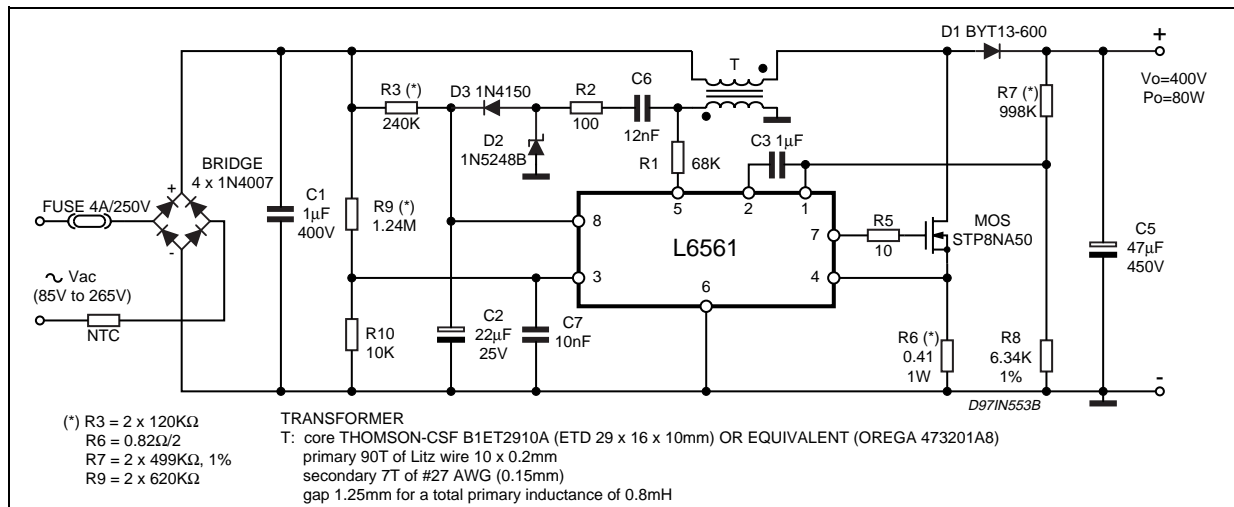 D1 BYT13-600
+
Vo=400V
Po=80W
T
R3 (*)
240K
D3 1N4150
R2
100
C6
12nF
R7 (*)
998K
D2
1N5248B
R1
68K
C3 1µF
BRIDGE
4 x 1N4007
+
-
FUSE 4A/250V
C1
1µF
400V
R9 (*)
1.24M
5
2
1
8
3
L6561
6
7
4
R5
10
MOS
STP8NA50
C5
47µF
450V
∼ Vac
(85V to 265V)
NTC
R10
10K
C2
22µF
25V
C7
10nF
R6 (*)
0.41
1W
R8
6.34K
1%
-
D97IN553B
(*) R3 = 2 x 120KΩ
R6 = 0.82Ω/2
R7 = 2 x 499KΩ, 1%
R9 = 2 x 620KΩ
TRANSFORMER
T: core THOMSON-CSF B1ET2910A (ETD 29 x 16 x 10mm) OR EQUIVALENT (OREGA 473201A8)
primary 90T of Litz wire 10 x 0.2mm
secondary 7T of #27 AWG (0.15mm)
gap 1.25mm for a total primary inductance of 0.8mH